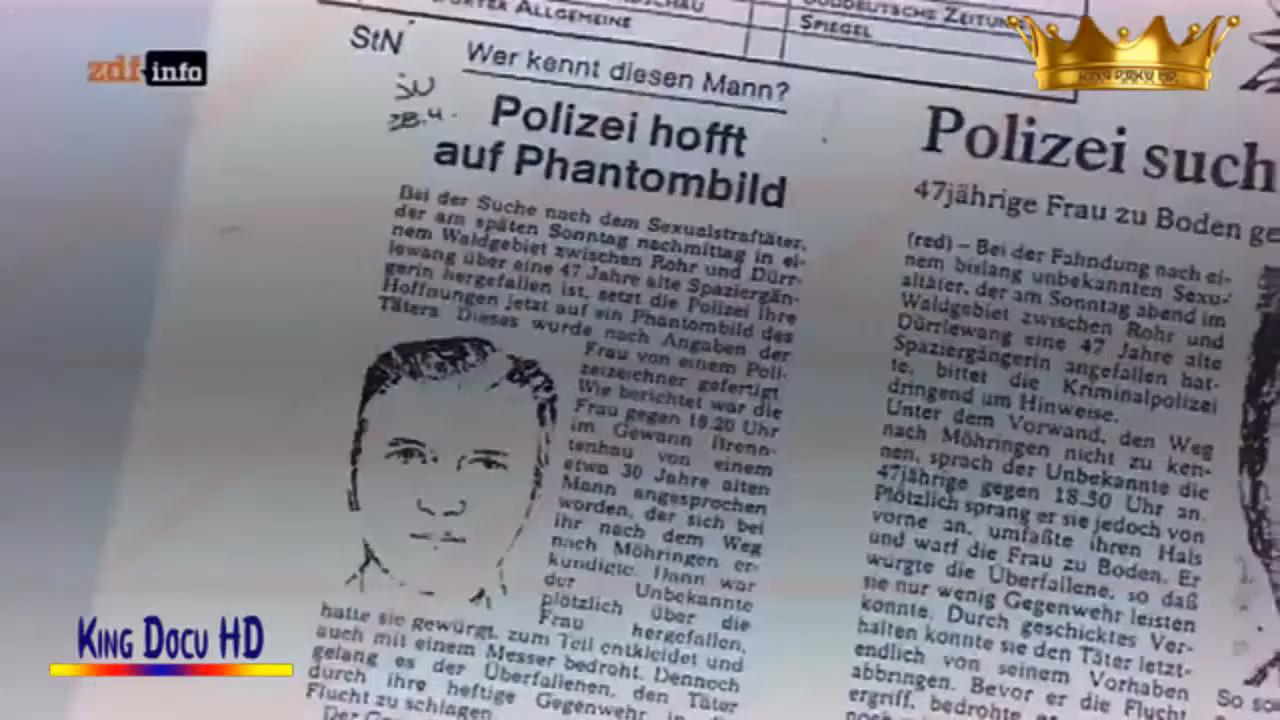 ALLGEMEINE
SÜDDEUTSCHE ZEITUNG
SPIEGEL
zdf info
KING DOKU HD
StN
28.4.
Wer kennt diesen Mann?
Polizei hofft
auf Phantombild
Bei der Suche nach dem Sexualstraftäter,
der am späten Sonntag nachmittag in ei-
nem Waldgebiet zwischen Rohr und Dürr-
lewang über eine 47 Jahre alte Spaziergän-
gerin hergefallen ist, setzt die Polizei ihre
Hoffnungen jetzt auf ein Phantombild des
Täters. Dieses wurde nach Angaben der
Frau von einem Poli-
zeizeichner gefertigt.
Wie berichtet war die
Frau gegen 18.20 Uhr
im Gewann Brenn-
tenhau von einem
etwa 30 Jahre alten
Mann angesprochen
worden, der sich bei
ihr nach dem Weg
nach Möhringen er-
kundigte. Dann war
der Unbekannte
plötzlich über die
Frau hergefallen,
hatte sie gewürgt, zum Teil entkleidet und
auch mit einem Messer bedroht. Dennoch
gelang es der Überfallenen, den Täter
durch ihre heftige Gegenwehr in die
Flucht zu schlagen.
Polizei such
47jährige Frau zu Boden ge
(red) – Bei der Fahndung nach ei-
nem bislang unbekannten Sexu-
altäter, der am Sonntag abend im
Waldgebiet zwischen Rohr und
Dürrlewang eine 47 Jahre alte
Spaziergängerin angefallen hat-
te, bittet die Kriminalpolizei
dringend um Hinweise.
Unter dem Vorwand, den Weg
nach Möhringen nicht zu ken-
nen, sprach der Unbekannte die
47jährige gegen 18.30 Uhr an.
Plötzlich sprang er sie jedoch von
vorne an, umfaßte ihren Hals
und warf die Frau zu Boden. Er
würgte die Überfallene, so daß
sie nur wenig Gegenwehr leisten
konnte. Durch geschicktes Ver-
halten konnte sie den Täter letzt-
endlich von seinem Vorhaben
abbringen. Bevor er die Flucht
ergriff, bedrohte
So
KING DOCU HD